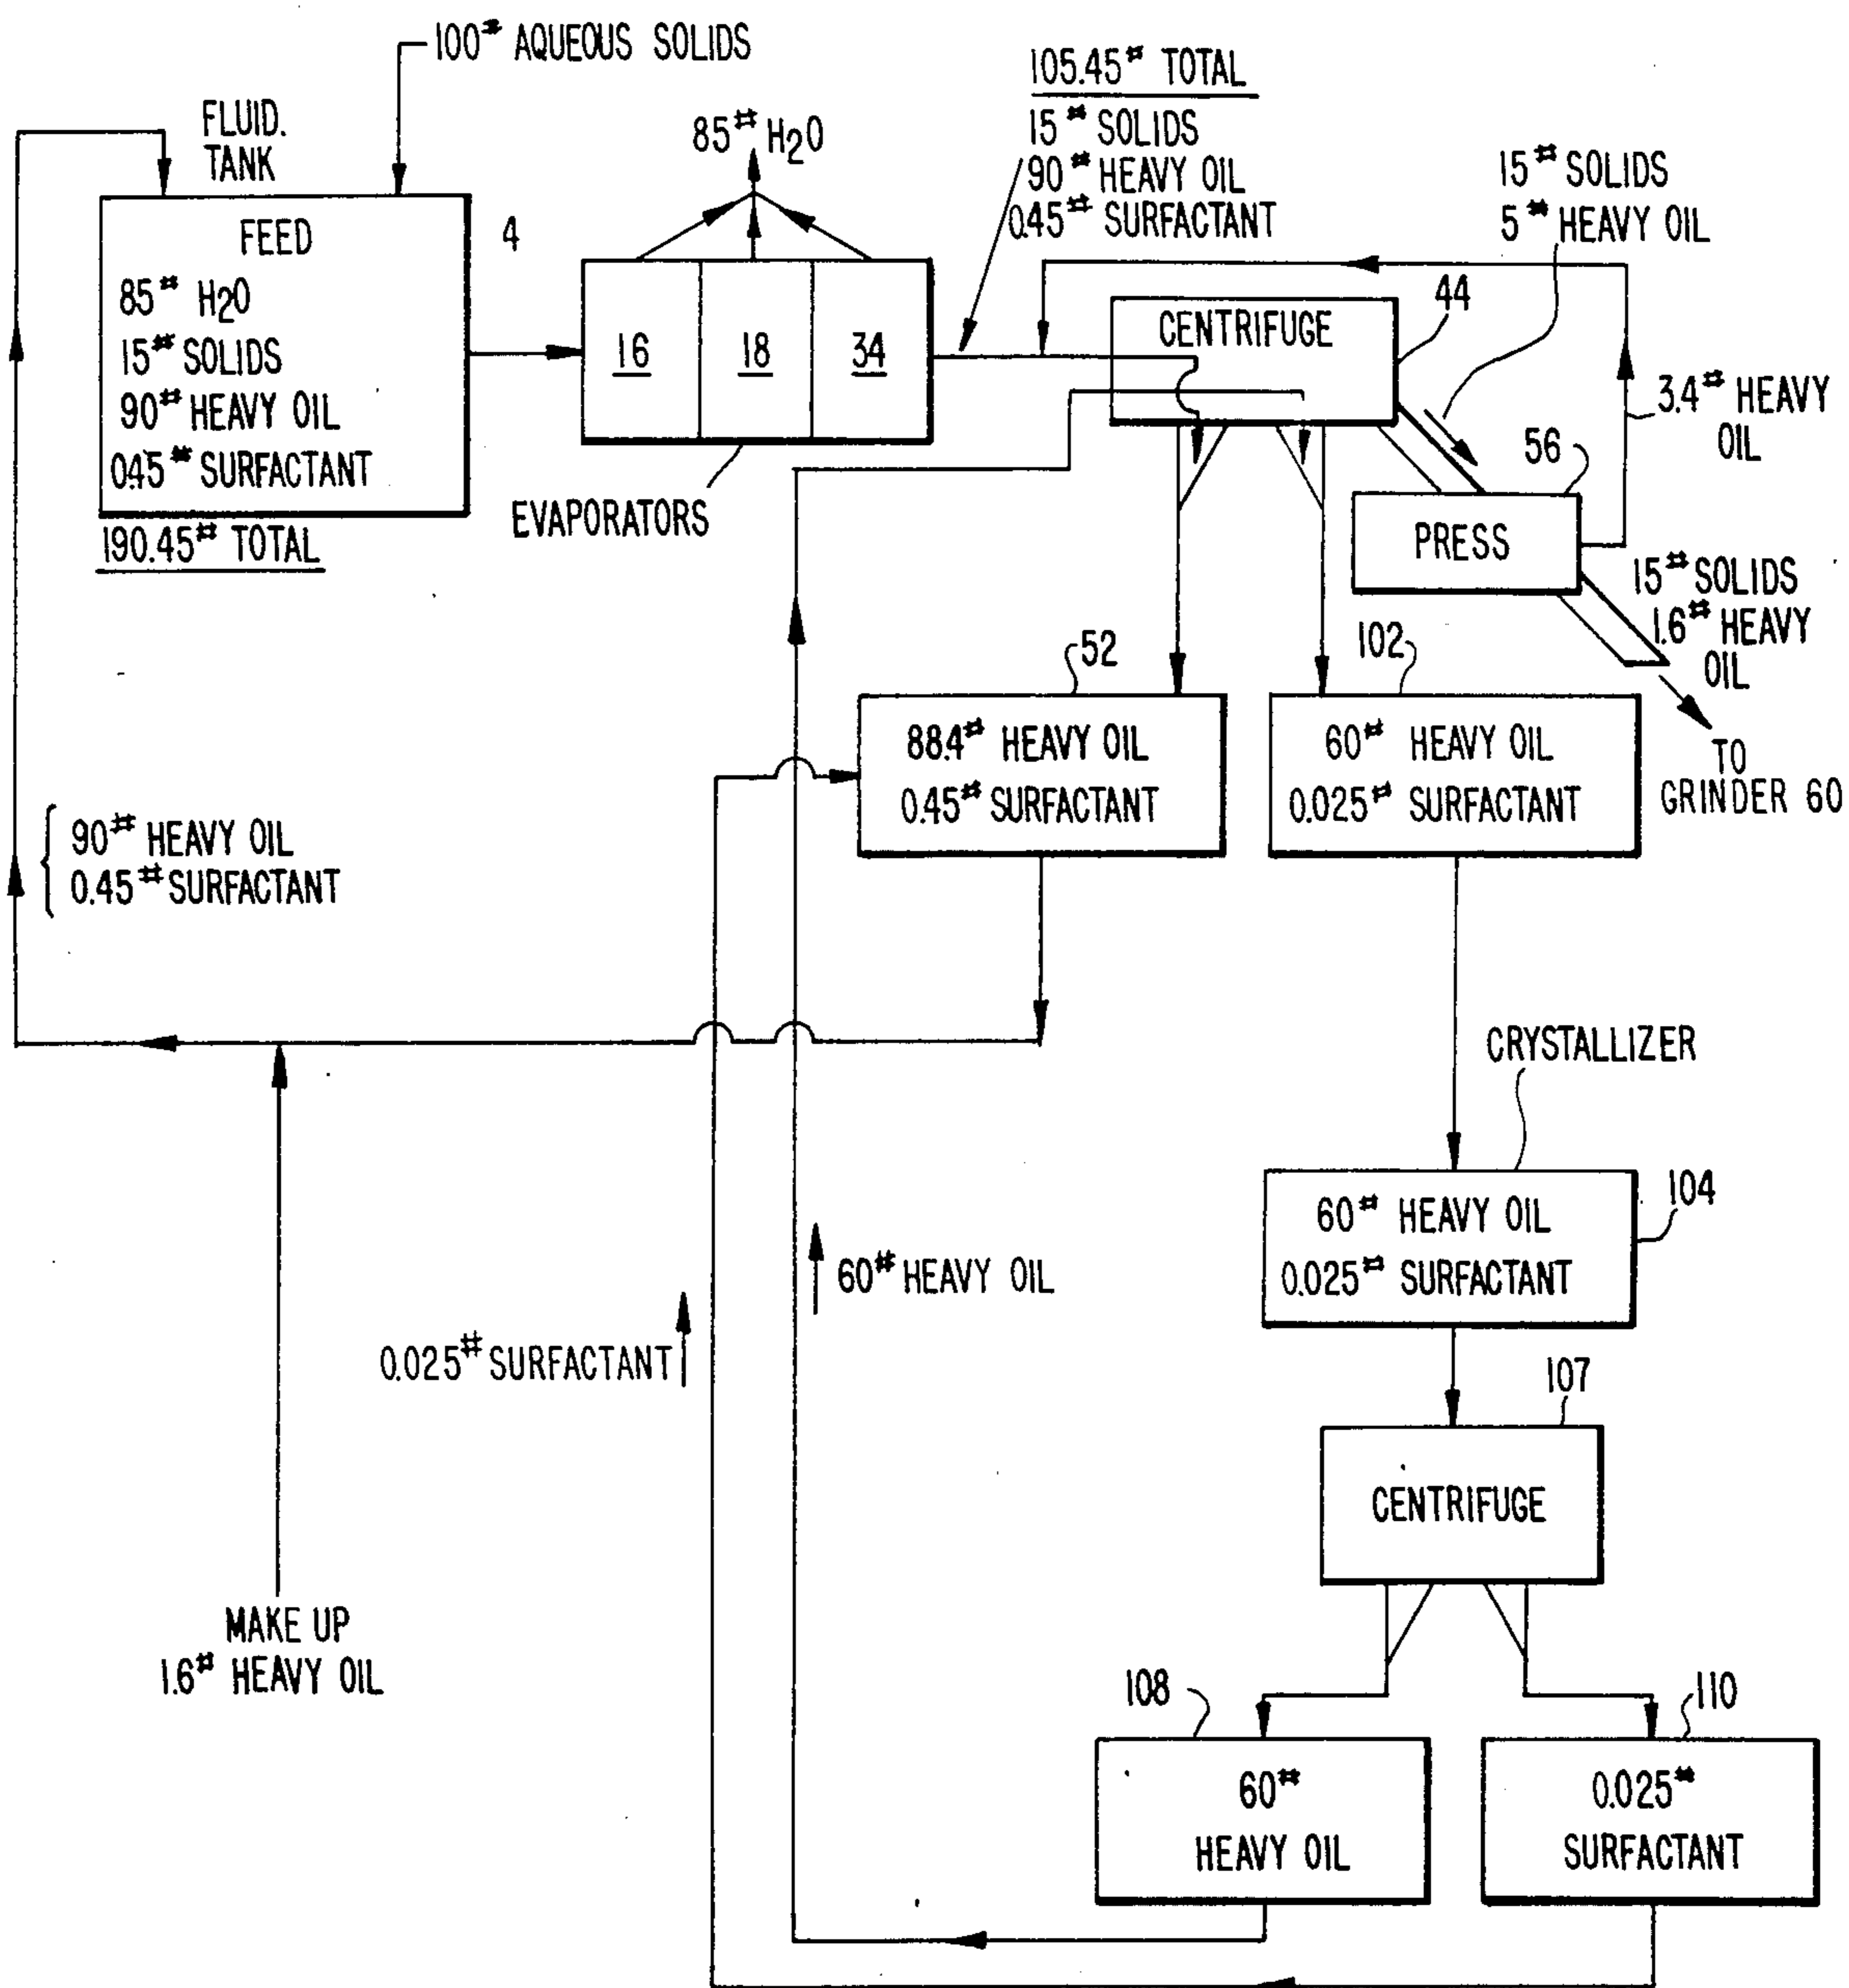 100# AQUEOUS SOLIDS
FLUID.
TANK
FEED
85# H2O
15# SOLIDS
90# HEAVY OIL
0.45# SURFACTANT
190.45# TOTAL
4
85# H2O
16
18
34
EVAPORATORS
105.45# TOTAL
15# SOLIDS
90# HEAVY OIL
0.45# SURFACTANT
CENTRIFUGE
44
15# SOLIDS
5# HEAVY OIL
3.4# HEAVY
OIL
56
PRESS
15# SOLIDS
1.6# HEAVY
OIL
TO
GRINDER 60
52
88.4# HEAVY OIL
0.45# SURFACTANT
102
60# HEAVY OIL
0.025# SURFACTANT
90# HEAVY OIL
0.45# SURFACTANT
CRYSTALLIZER
104
60# HEAVY OIL
0.025# SURFACTANT
60# HEAVY OIL
0.025# SURFACTANT
107
CENTRIFUGE
MAKE UP
1.6# HEAVY OIL
108
60#
HEAVY OIL
110
0.025#
SURFACTANT